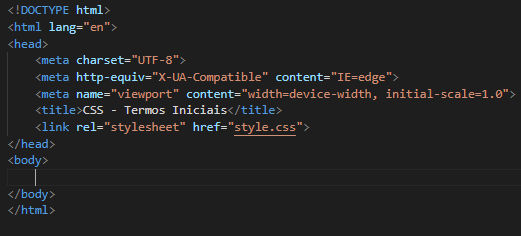 <!DOCTYPE html>
<html lang="en">
<head>
    <meta charset="UTF-8">
    <meta http-equiv="X-UA-Compatible" content="IE=edge">
    <meta name="viewport" content="width=device-width, initial-scale=1.0">
    <title>CSS - Termos Iniciais</title>
    <link rel="stylesheet" href="style.css">
</head>
<body>
</body>
</html>